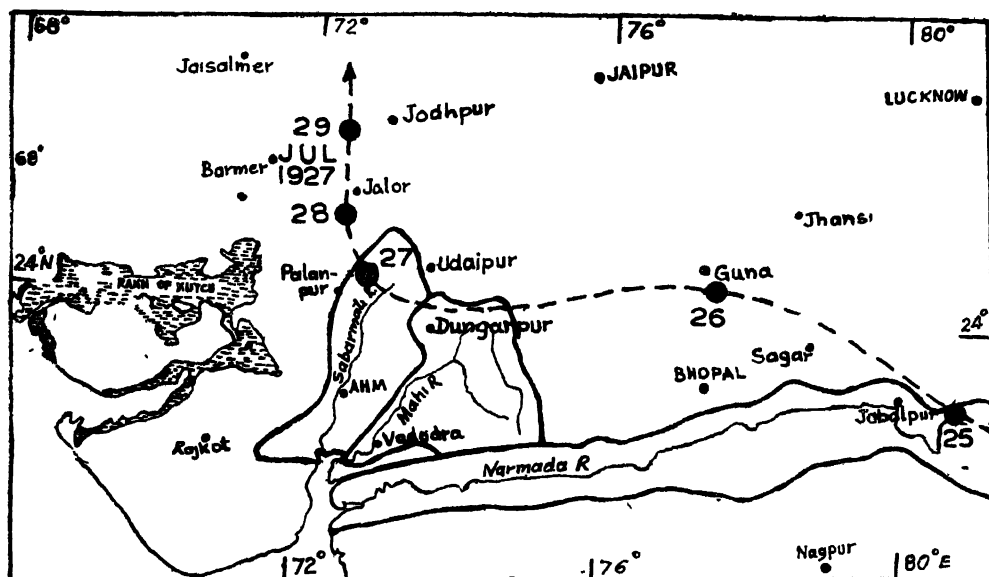 68° 72° 76° 80°
Jaisalmer
JAIPUR
LUCKNOW
Jodhpur
29
68°
JUL
1927
Barmer
Jalor
28
Jhansi
24°N
27
Udaipur
Guna
Palan-
pur
RANN OF KUTCH
26
24°
Dungarpur
Sabarmati R.
Sagar
BHOPAL
AHM
Mahi R
Jabalpur
25
Rajkot
Vadodra
Narmada R
72° 76° 80°E
Nagpur